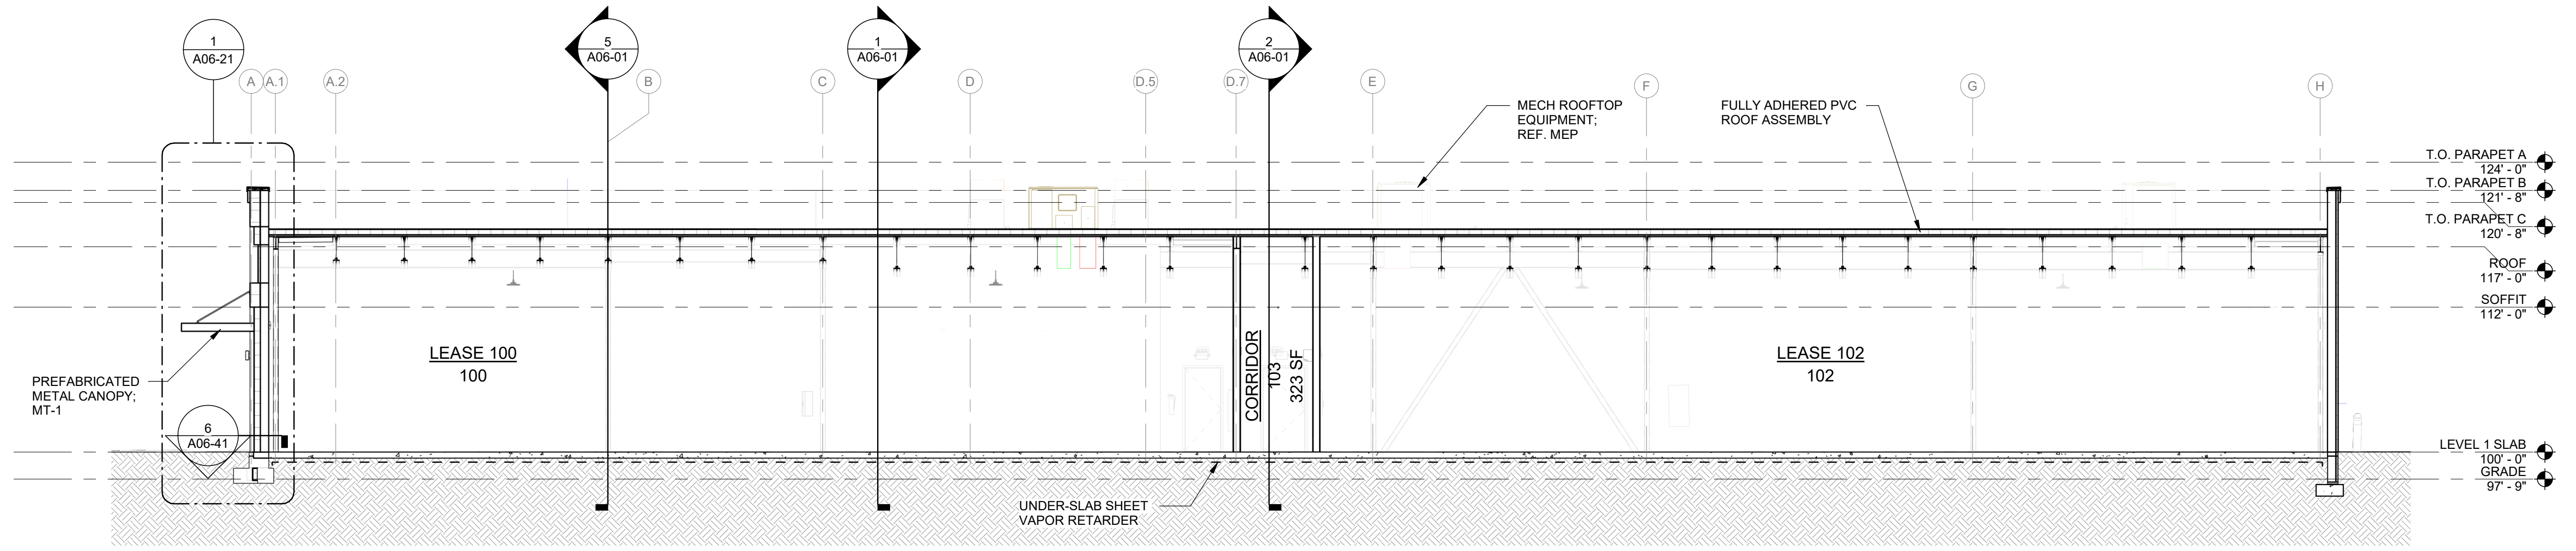 1
A06-21
5
A06-01
1
A06-01
2
A06-01
A
A.1
A.2
B
C
D
D.5
D.7
E
F
G
H
MECH ROOFTOP
EQUIPMENT;
REF. MEP
FULLY ADHERED PVC
ROOF ASSEMBLY
T.O. PARAPET A
124' - 0"
T.O. PARAPET B
121' - 8"
T.O. PARAPET C
120' - 8"
ROOF
117' - 0"
SOFFIT
112' - 0"
LEASE 100
100
CORRIDOR
103
323 SF
LEASE 102
102
PREFABRICATED
METAL CANOPY;
MT-1
6
A06-41
LEVEL 1 SLAB
100' - 0"
GRADE
97' - 9"
UNDER-SLAB SHEET
VAPOR RETARDER